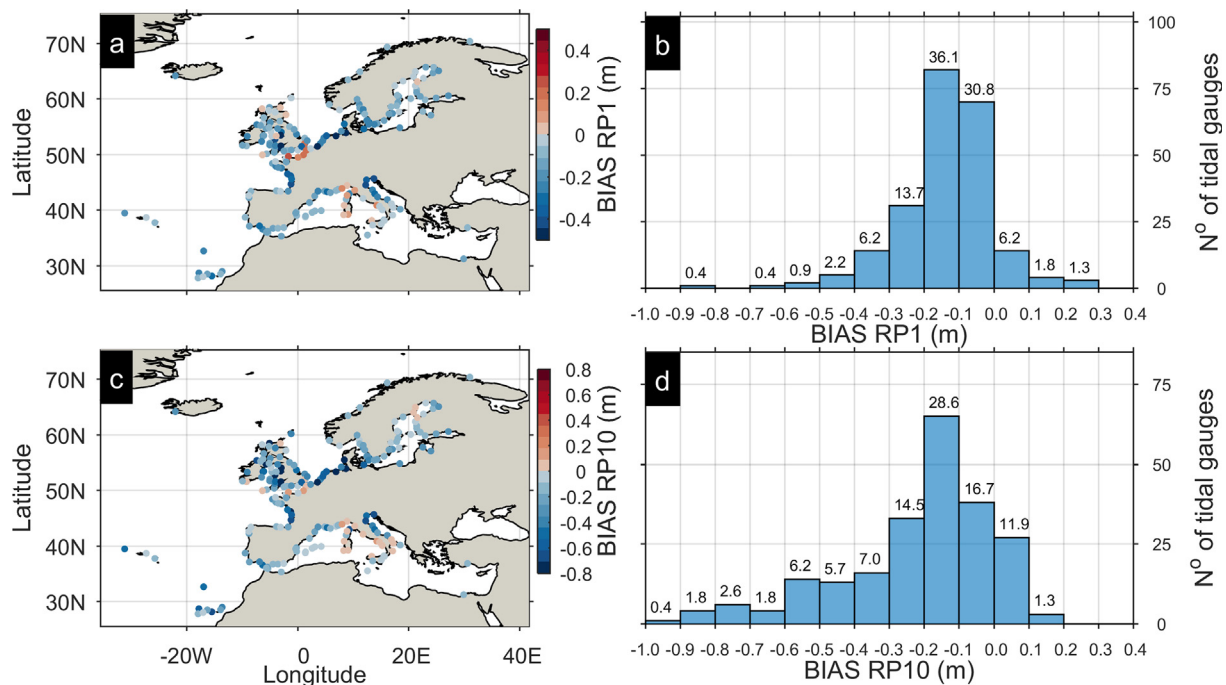 a
70N
60N
50N
40N
30N
Latitude
0.4
0.2
0
-0.2
-0.4
BIAS RP1 (m)
b
100
75
50
25
0
N° of tidal gauges
0.4
0.4
0.9
2.2
6.2
13.7
36.1
30.8
6.2
1.8
1.3
-1.0 -0.9 -0.8 -0.7 -0.6 -0.5 -0.4 -0.3 -0.2 -0.1 0.0 0.1 0.2 0.3 0.4
BIAS RP1 (m)
c
70N
60N
50N
40N
30N
Latitude
-20W 0 20E 40E
Longitude
0.8
0.6
0.4
0.2
0
-0.2
-0.4
-0.6
-0.8
BIAS RP10 (m)
d
75
50
25
0
N° of tidal gauges
0.4
1.8
2.6
1.8
6.2
5.7
7.0
14.5
28.6
16.7
11.9
1.3
-1.0 -0.9 -0.8 -0.7 -0.6 -0.5 -0.4 -0.3 -0.2 -0.1 0.0 0.1 0.2 0.3 0.4
BIAS RP10 (m)